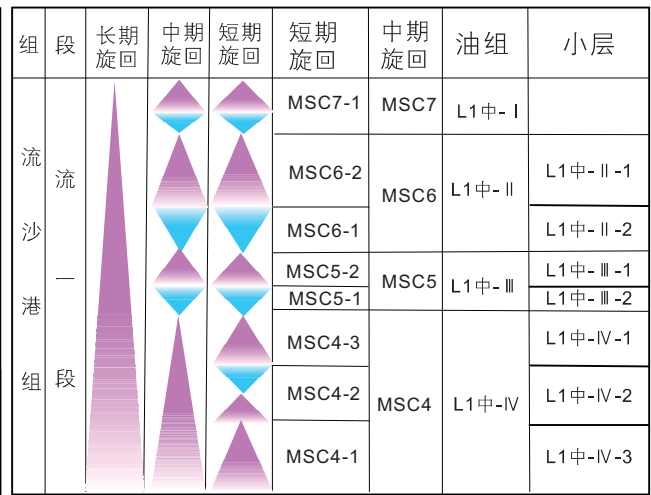 组 段 长期旋回 中期旋回 短期旋回 短期旋回 中期旋回 油组 小层
流沙港组
流一段
MSC7-1 MSC7 L1中-Ⅰ
MSC6-2 MSC6 L1中-Ⅱ L1中-Ⅱ-1
MSC6-1 L1中-Ⅱ-2
MSC5-2 MSC5 L1中-Ⅲ L1中-Ⅲ-1
MSC5-1 L1中-Ⅲ-2
MSC4-3 L1中-Ⅳ-1
MSC4-2 MSC4 L1中-Ⅳ L1中-Ⅳ-2
MSC4-1 L1中-Ⅳ-3